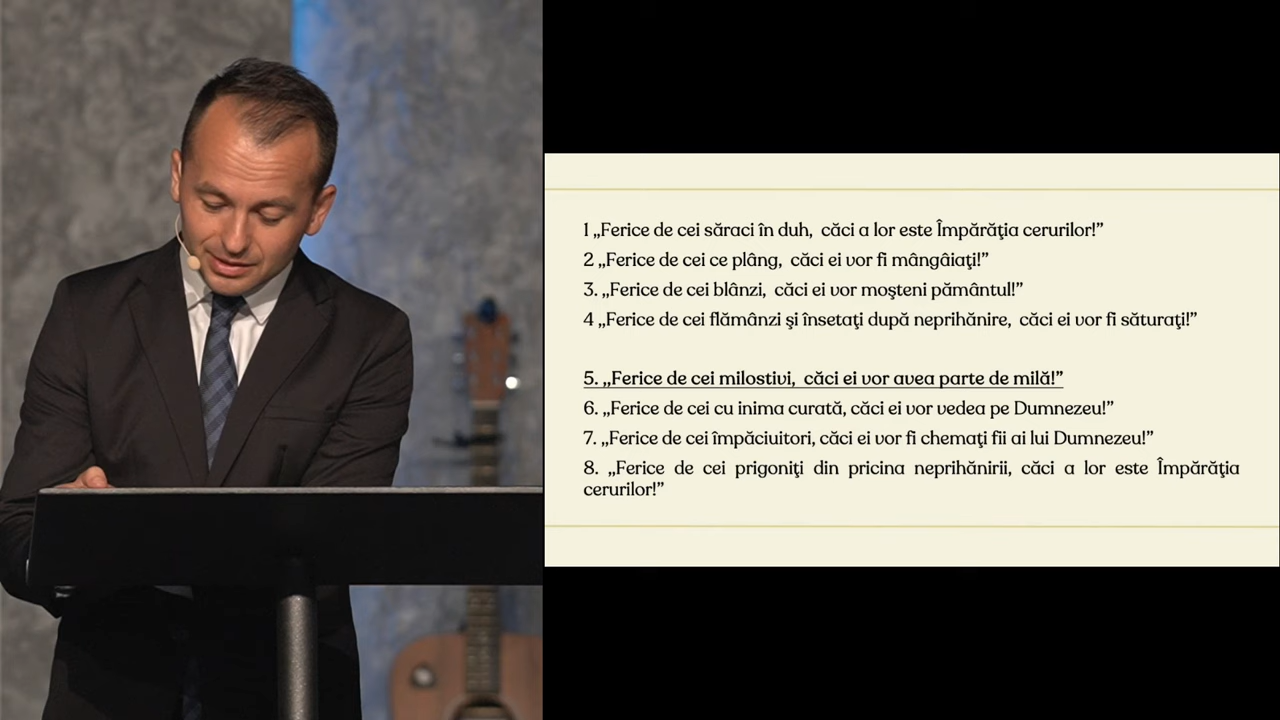 1 „Ferice de cei săraci în duh, căci a lor este Împărăţia cerurilor!”
2 „Ferice de cei ce plâng, căci ei vor fi mângâiaţi!”
3. „Ferice de cei blânzi, căci ei vor moşteni pământul!”
4 „Ferice de cei flămânzi şi însetaţi după neprihănire, căci ei vor fi săturaţi!”
5. „Ferice de cei milostivi, căci ei vor avea parte de milă!”
6. „Ferice de cei cu inima curată, căci ei vor vedea pe Dumnezeu!”
7. „Ferice de cei împăciuitori, căci ei vor fi chemaţi fii ai lui Dumnezeu!”
8. „Ferice de cei prigoniţi din pricina neprihănirii, căci a lor este Împărăţia
cerurilor!”